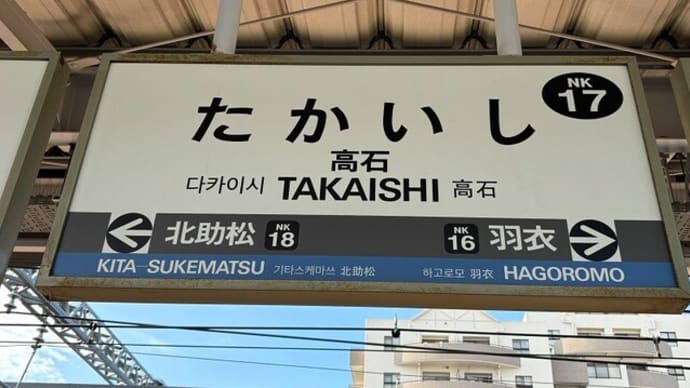 NK
17
たかいし
高石
다카이시 TAKAISHI 高石
北助松 NK 18 NK 16 羽衣
KITA-SUKEMATSU 기타스케마쓰 北助松 하고로모 羽衣 HAGOROMO